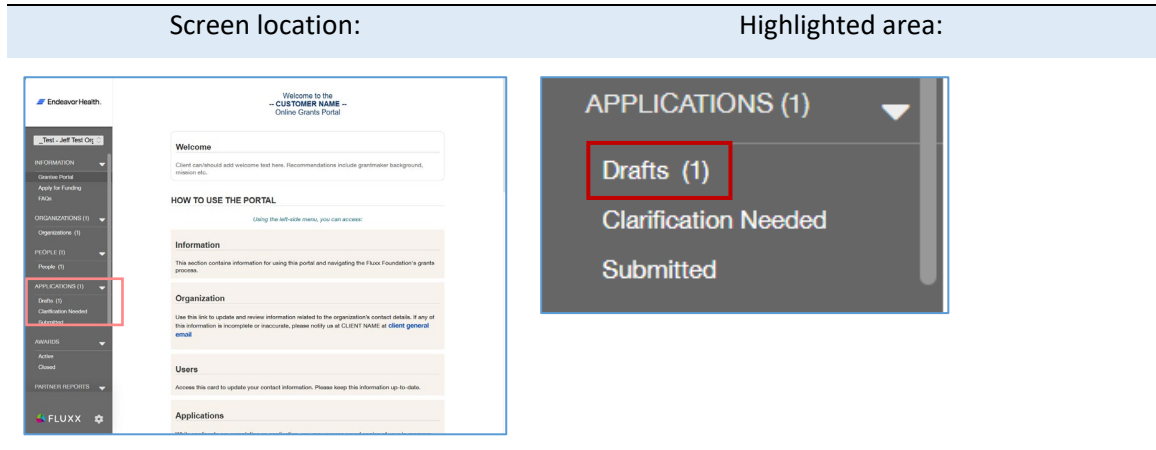 Screen location:
Highlighted area:
Endeavor Health.
_Test - Jeff Test Org
INFORMATION
Grantee Portal
Apply for Funding
FAQs
ORGANIZATIONS (1)
Organizations (1)
PEOPLE (1)
People (1)
APPLICATIONS (1)
Drafts (1)
Clarification Needed
Submitted
AWARDS
Active
Closed
PARTNER REPORTS
FLUXX
Welcome to the
-- CUSTOMER NAME --
Online Grants Portal
Welcome
Client can/should add welcome text here. Recommendations include grantmaker background,
mission etc.
HOW TO USE THE PORTAL
Using the left-side menu, you can access:
Information
This section contains information for using this portal and navigating the Fluxx Foundation's grants
process.
Organization
Use this link to update and review information related to the organization's contact details. If any of
this information is incomplete or inaccurate, please notify us at CLIENT NAME at client general
email
Users
Access this card to update your contact information. Please keep this information up-to-date.
Applications
APPLICATIONS (1)
Drafts (1)
Clarification Needed
Submitted